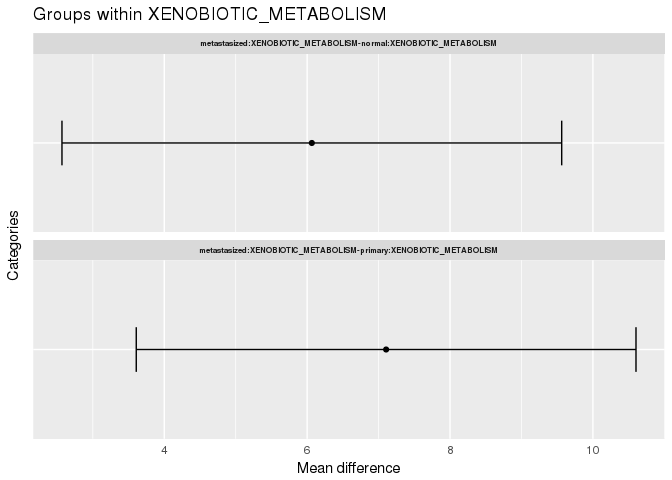 Groups within XENOBIOTIC_METABOLISM
metastasized:XENOBIOTIC_METABOLISM-normal:XENOBIOTIC_METABOLISM
metastasized:XENOBIOTIC_METABOLISM-primary:XENOBIOTIC_METABOLISM
Categories
4 6 8 10
Mean difference